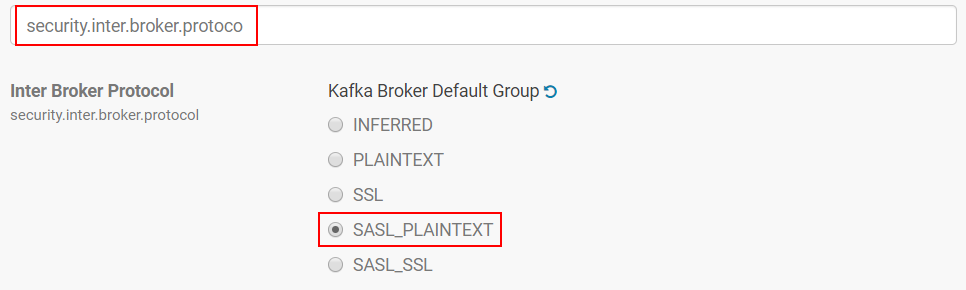 security.inter.broker.protoco
Inter Broker Protocol
security.inter.broker.protocol
Kafka Broker Default Group
INFERRED
PLAINTEXT
SSL
SASL_PLAINTEXT
SASL_SSL